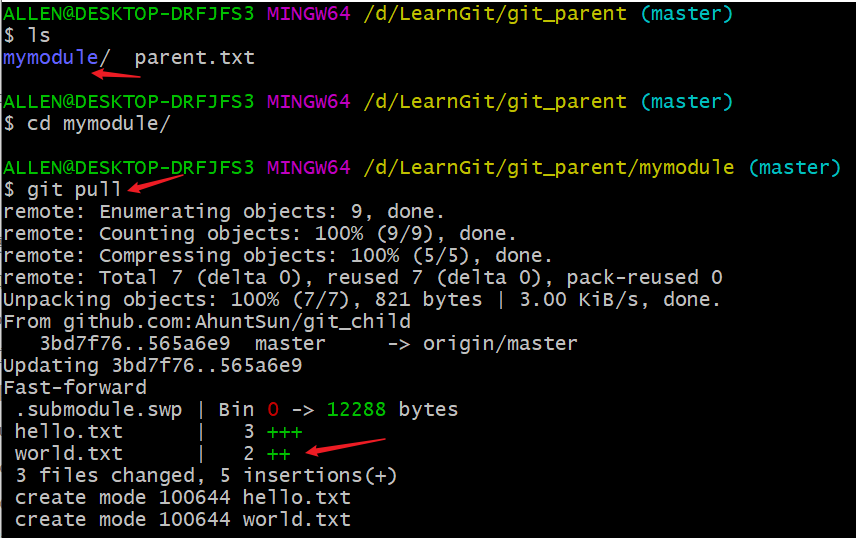 ALLEN@DESKTOP-DRFJFS3 MINGW64 /d/LearnGit/git_parent (master)
$ ls
mymodule/  parent.txt
ALLEN@DESKTOP-DRFJFS3 MINGW64 /d/LearnGit/git_parent (master)
$ cd mymodule/
ALLEN@DESKTOP-DRFJFS3 MINGW64 /d/LearnGit/git_parent/mymodule (master)
$ git pull
remote: Enumerating objects: 9, done.
remote: Counting objects: 100% (9/9), done.
remote: Compressing objects: 100% (5/5), done.
remote: Total 7 (delta 0), reused 7 (delta 0), pack-reused 0
Unpacking objects: 100% (7/7), 821 bytes | 3.00 KiB/s, done.
From github.com:AhuntSun/git_child
   3bd7f76..565a6e9  master     -> origin/master
Updating 3bd7f76..565a6e9
Fast-forward
 .submodule.swp | Bin 0 -> 12288 bytes
 hello.txt      |   3 +++
 world.txt      |   2 ++
 3 files changed, 5 insertions(+)
 create mode 100644 hello.txt
 create mode 100644 world.txt